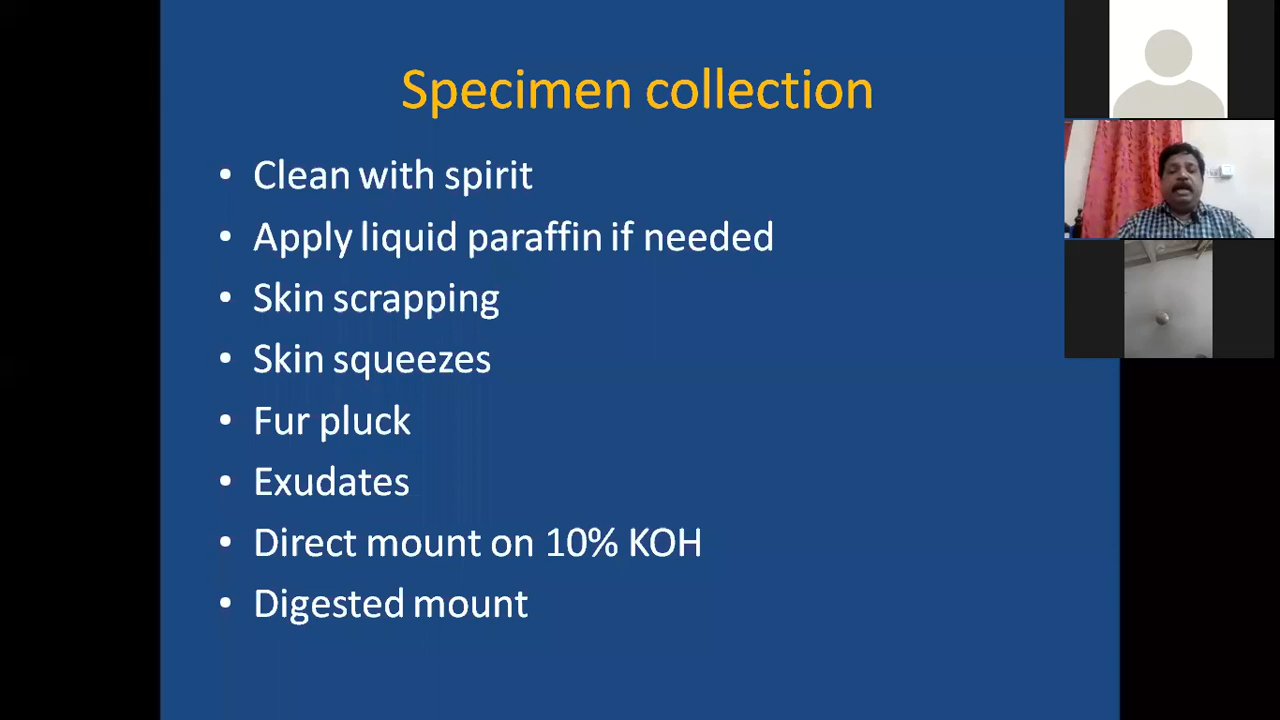 Specimen collection
• Clean with spirit
• Apply liquid paraffin if needed
• Skin scrapping
• Skin squeezes
• Fur pluck
• Exudates
• Direct mount on 10% KOH
• Digested mount